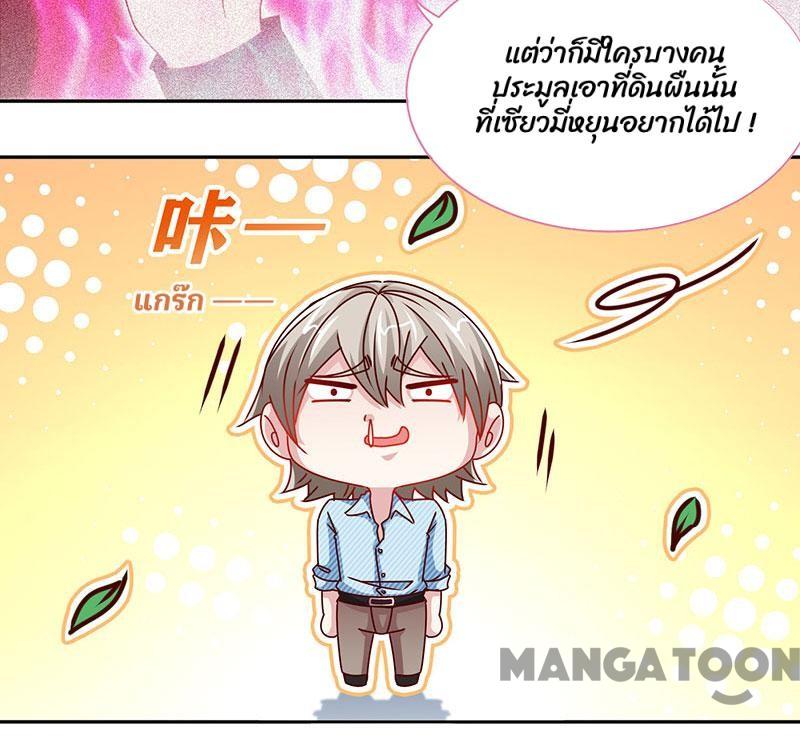 แต่ว่าก็มีใครบางคน
ประมูลเอาที่ดินผืนนั้น
ที่เซียวมี่หยุนอยากได้ไป !
咔——
แกร๊ก ——
MANGATOON